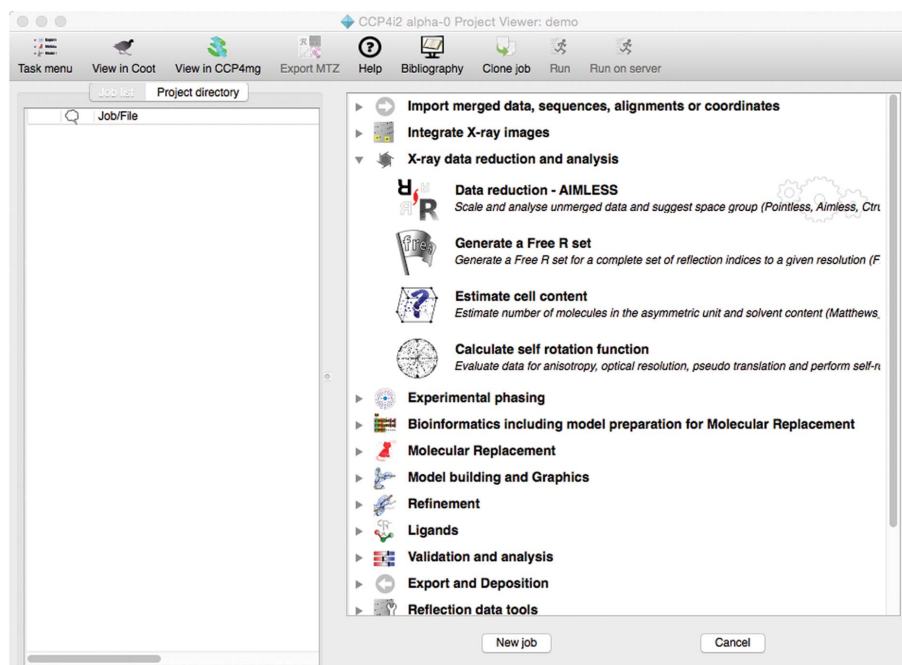 CCP4i2 alpha-0 Project Viewer: demo
Task menu View in Coot View in CCP4mg Export MTZ Help Bibliography Clone job Run Run on server
Job list Project directory
Job/File
Import merged data, sequences, alignments or coordinates
Integrate X-ray images
X-ray data reduction and analysis
Data reduction - AIMLESS
Scale and analyse unmerged data and suggest space group (Pointless, Aimless, Ctru
Generate a Free R set
Generate a Free R set for a complete set of reflection indices to a given resolution (F
Estimate cell content
Estimate number of molecules in the asymmetric unit and solvent content (Matthews_
Calculate self rotation function
Evaluate data for anisotropy, optical resolution, pseudo translation and perform self-r
Experimental phasing
Bioinformatics including model preparation for Molecular Replacement
Molecular Replacement
Model building and Graphics
Refinement
Ligands
Validation and analysis
Export and Deposition
Reflection data tools
New job Cancel